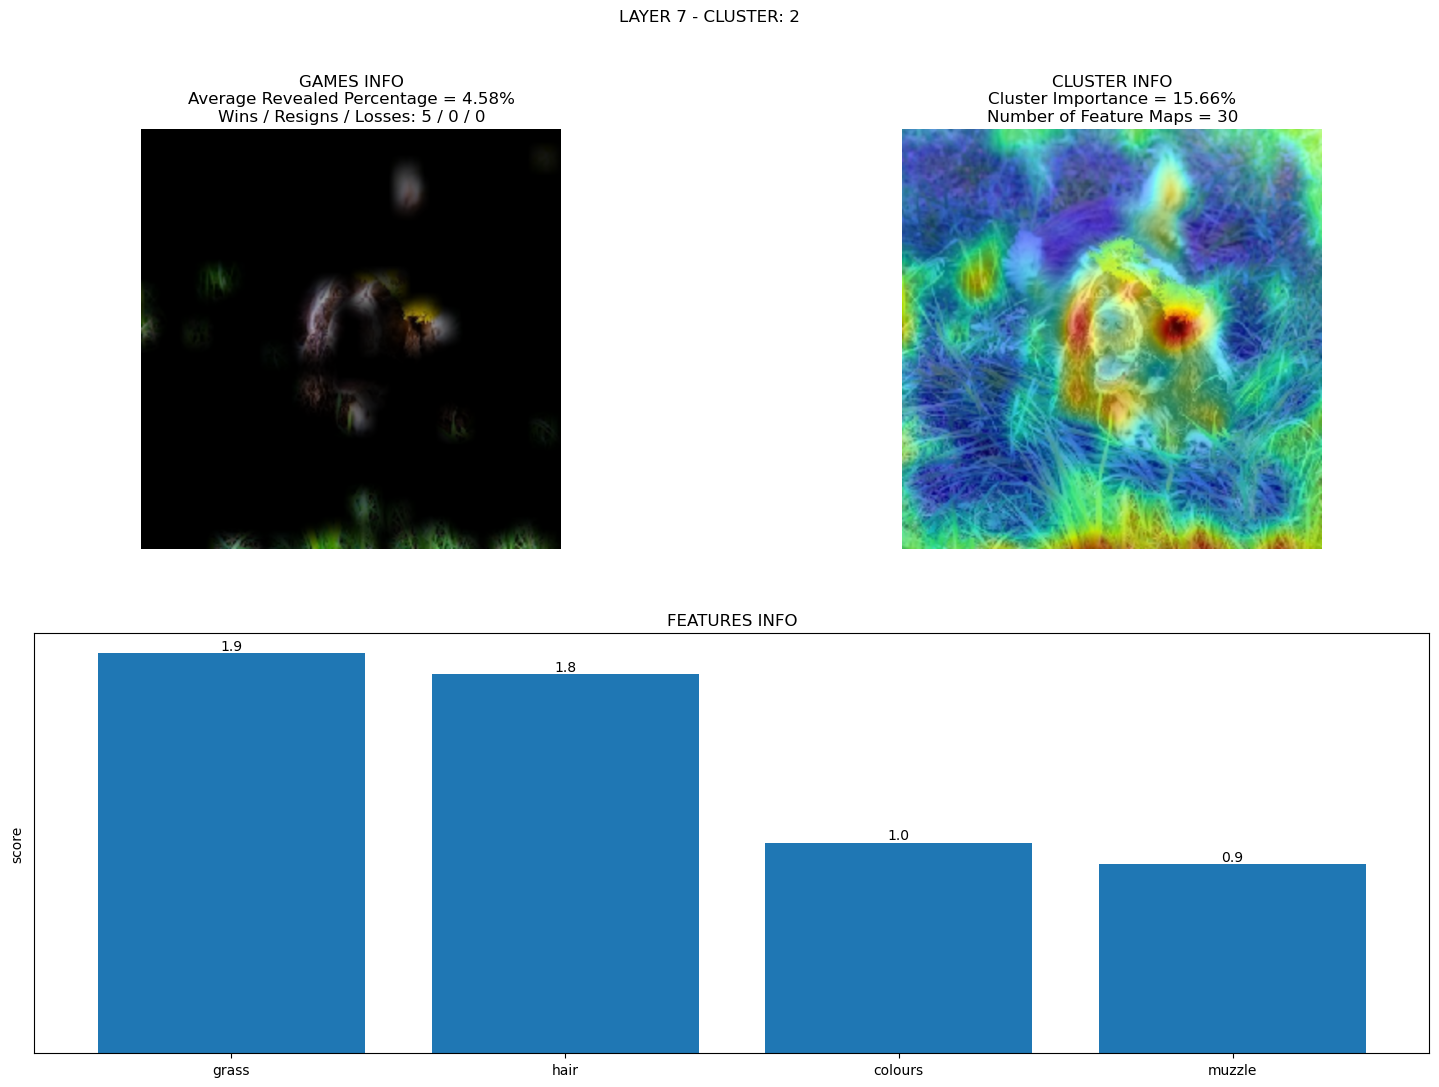 LAYER 7 - CLUSTER: 2
GAMES INFO
Average Revealed Percentage = 4.58%
Wins / Resigns / Losses: 5 / 0 / 0
CLUSTER INFO
Cluster Importance = 15.66%
Number of Feature Maps = 30
FEATURES INFO
score
1.9
1.8
1.0
0.9
grass
hair
colours
muzzle